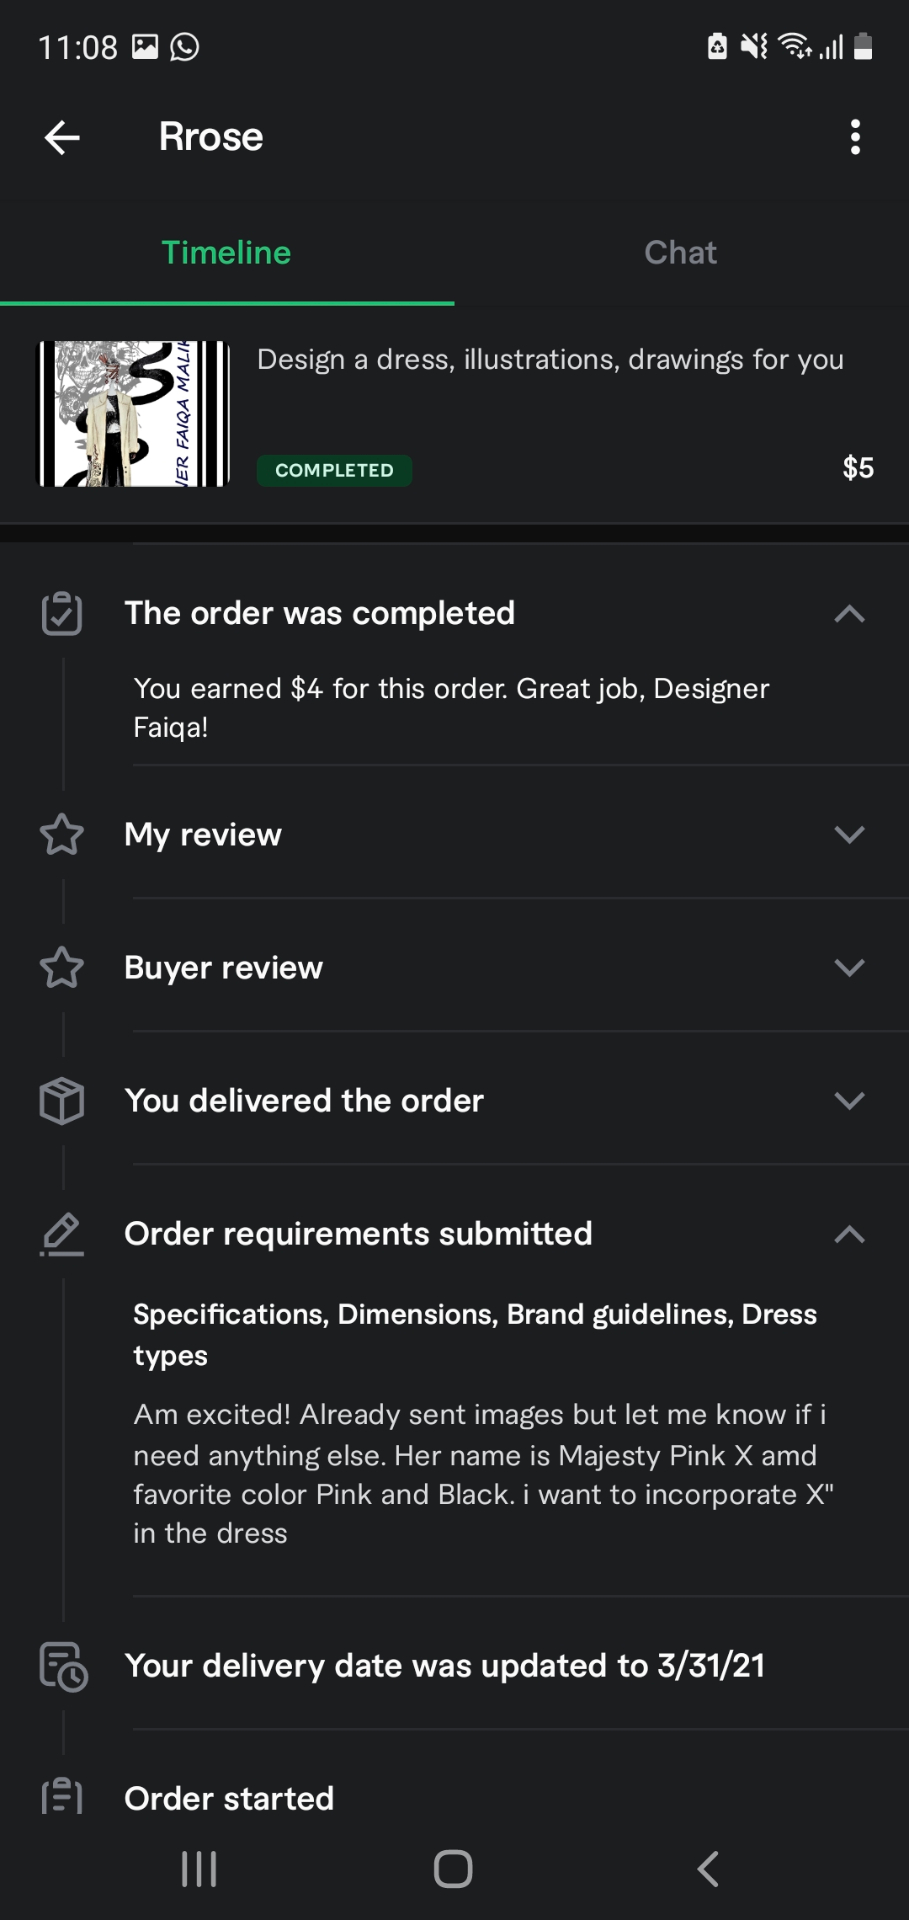 11:08
Rrose
Timeline
Chat
NER FAIQA MALIK
Design a dress, illustrations, drawings for you
COMPLETED
$5
The order was completed
You earned $4 for this order. Great job, Designer
Faiqa!
My review
Buyer review
You delivered the order
Order requirements submitted
Specifications, Dimensions, Brand guidelines, Dress
types
Am excited! Already sent images but let me know if i
need anything else. Her name is Majesty Pink X amd
favorite color Pink and Black. i want to incorporate X"
in the dress
Your delivery date was updated to 3/31/21
Order started